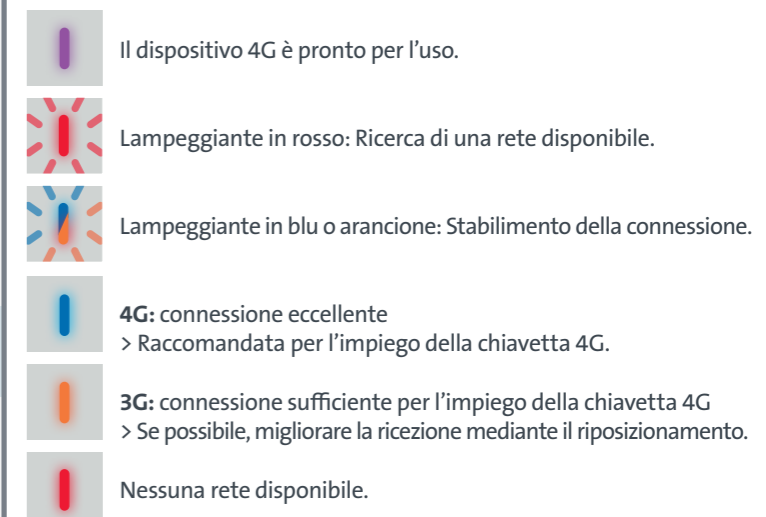 Il dispositivo 4G è pronto per l’uso.
Lampeggiante in rosso: Ricerca di una rete disponibile.
Lampeggiante in blu o arancione: Stabilimento della connessione.
4G: connessione eccellente
> Raccomandata per l’impiego della chiavetta 4G.
3G: connessione sufficiente per l’impiego della chiavetta 4G
> Se possibile, migliorare la ricezione mediante il riposizionamento.
Nessuna rete disponibile.